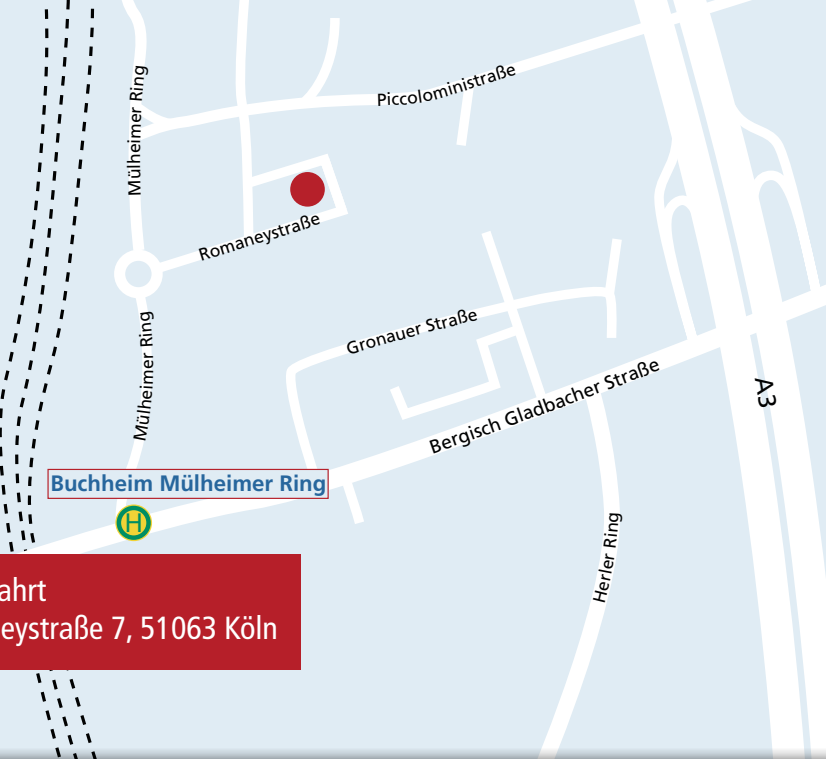 Mülheimer Ring
Piccoloministraße
Romaneystraße
Mülheimer Ring
Gronauer Straße
Bergisch Gladbacher Straße
A3
Buchheim Mülheimer Ring
H
Herler Ring
ahrt
eystraße 7, 51063 Köln